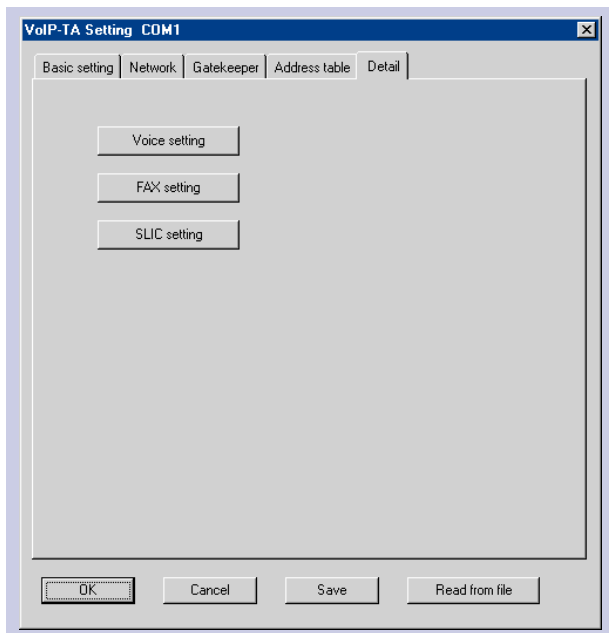 VoIP-TA Setting COM1
Basic setting Network Gatekeeper Address table Detail
Voice setting
FAX setting
SLIC setting
OK Cancel Save Read from file